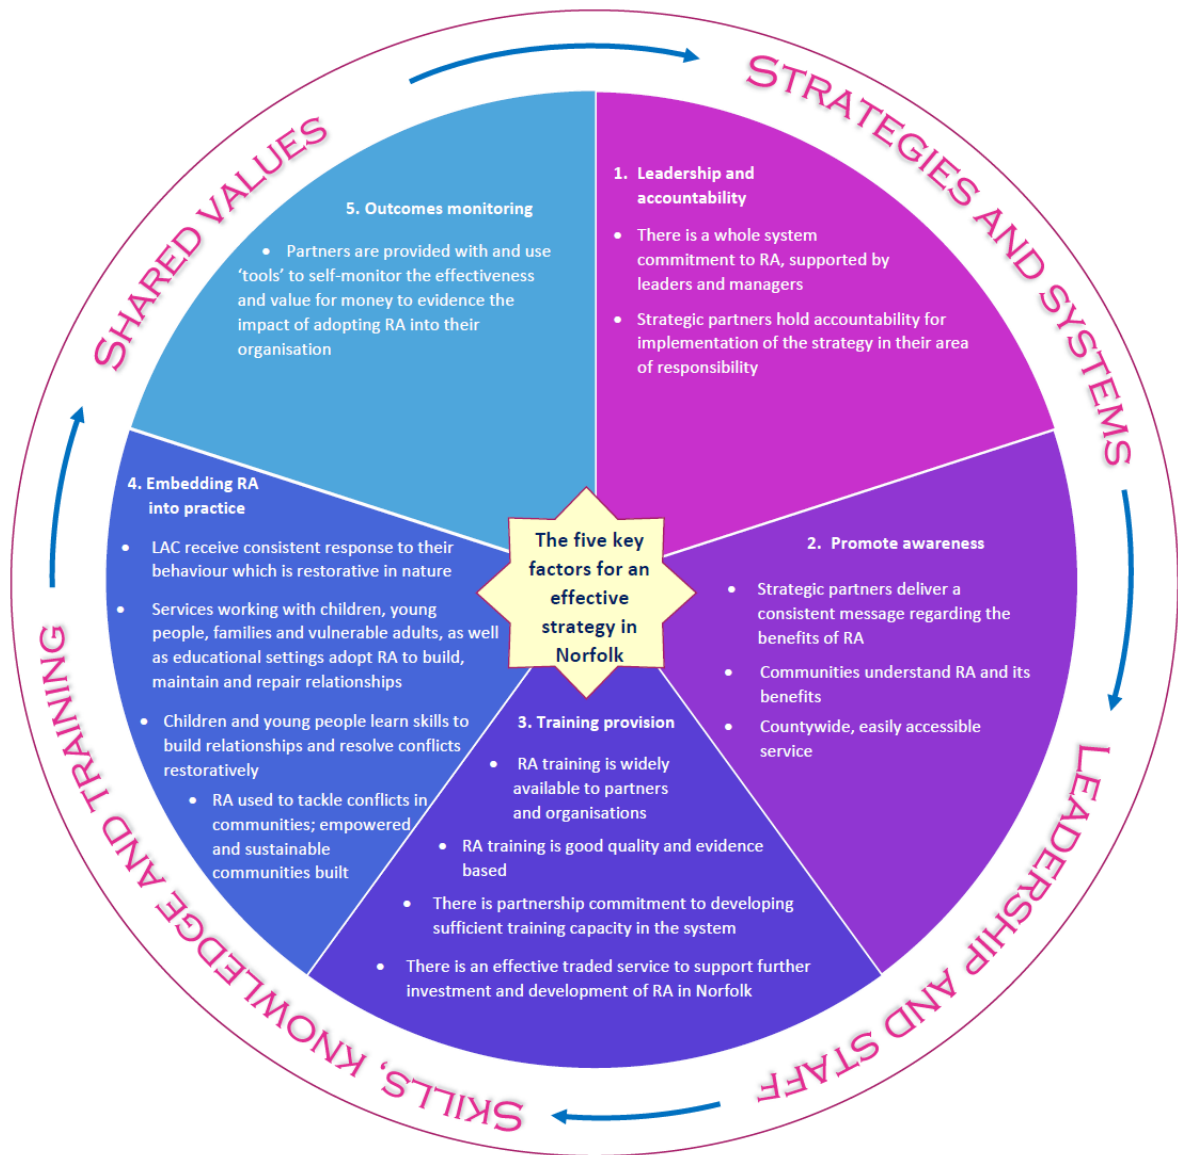 SHARED VALUES
STRATEGIES AND SYSTEMS
LEADERSHIP AND STAFF
SKILLS, KNOWLEDGE AND TRAINING
The five key
factors for an
effective
strategy in
Norfolk
1. Leadership and
accountability
• There is a whole system
commitment to RA, supported by
leaders and managers
• Strategic partners hold accountability for
implementation of the strategy in their area
of responsibility
2. Promote awareness
• Strategic partners deliver a
consistent message regarding the
benefits of RA
• Communities understand RA and its
benefits
• Countywide, easily accessible
service
3. Training provision
• RA training is widely
available to partners
and organisations
• RA training is good quality and evidence
based
• There is partnership commitment to developing
sufficient training capacity in the system
• There is an effective traded service to support further
investment and development of RA in Norfolk
4. Embedding RA
into practice
• LAC receive consistent response to their
behaviour which is restorative in nature
• Services working with children, young
people, families and vulnerable adults, as well
as educational settings adopt RA to build,
maintain and repair relationships
• Children and young people learn skills to
build relationships and resolve conflicts
restoratively
• RA used to tackle conflicts in
communities; empowered
and sustainable
communities built
5. Outcomes monitoring
• Partners are provided with and use
‘tools’ to self-monitor the effectiveness
and value for money to evidence the
impact of adopting RA into their
organisation